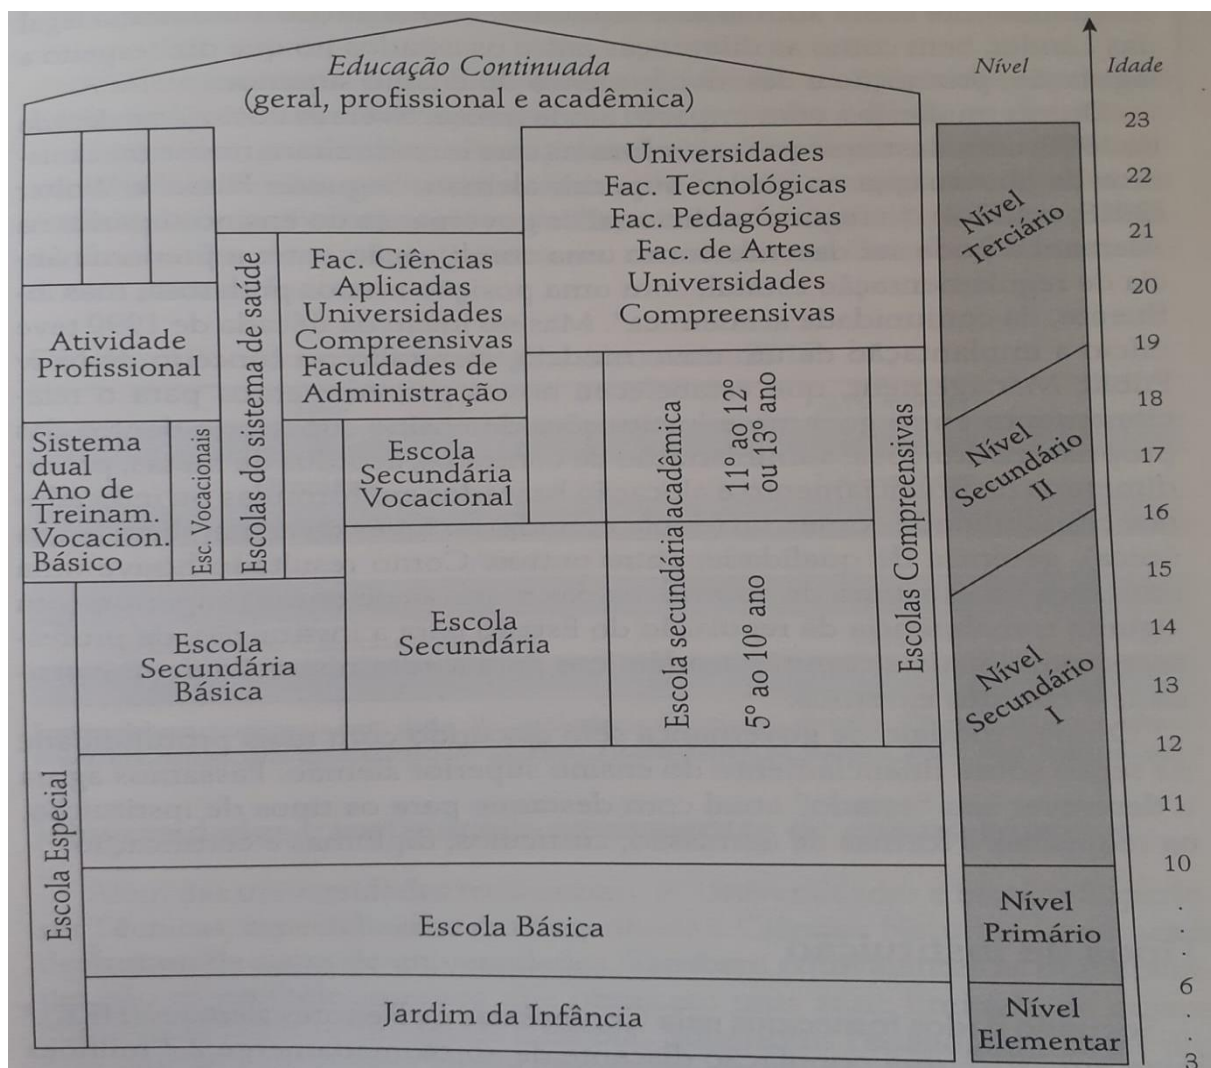 Educação Continuada
(geral, profissional e acadêmica)
Nível
Idade
23
22
21
20
19
18
17
16
15
14
13
12
11
10
.
.
.
6
.
.
3
Universidades
Fac. Tecnológicas
Fac. Pedagógicas
Fac. de Artes
Universidades
Compreensivas
Nível
Terciário
Atividade
Profissional
Escolas do sistema de saúde
Fac. Ciências
Aplicadas
Universidades
Compreensivas
Faculdades de
Administração
Sistema
dual
Ano de
Treinam.
Vocacion.
Básico
Esc. Vocacionais
Escola
Secundária
Vocacional
Escola secundária acadêmica
11º ao 12º
ou 13º ano
5º ao 10º ano
Escolas Compreensivas
Nível
Secundário
II
Escola
Secundária
Básica
Escola
Secundária
Nível
Secundário
I
Escola Especial
Escola Básica
Nível
Primário
Jardim da Infância
Nível
Elementar